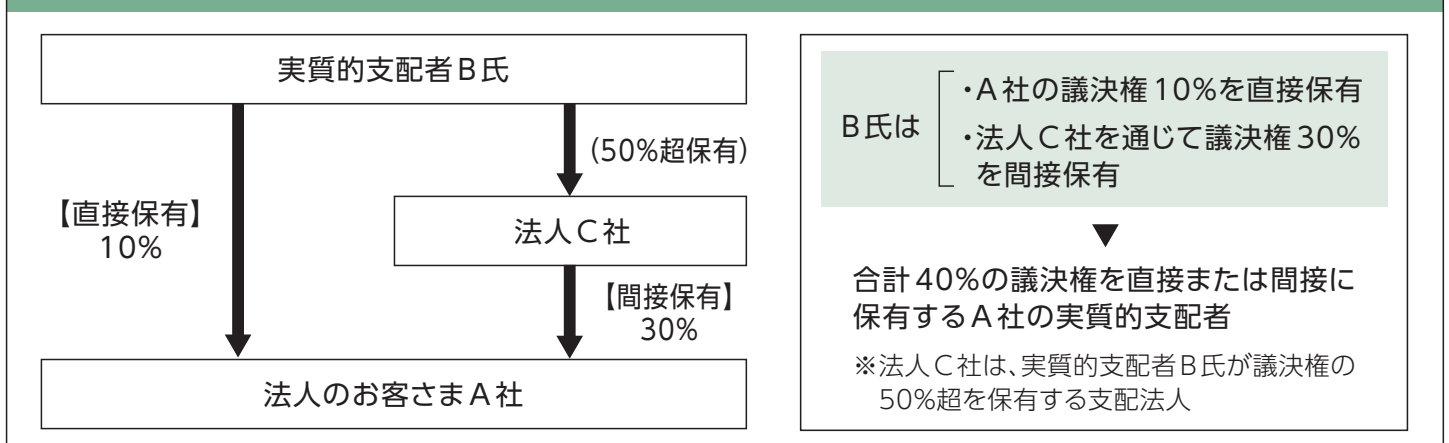 実質的支配者B氏
(50%超保有)
【直接保有】
10%
法人C社
【間接保有】
30%
法人のお客さまA社
B氏は
・A社の議決権10%を直接保有
・法人C社を通じて議決権30%
を間接保有
▼
合計40%の議決権を直接または間接に
保有するA社の実質的支配者
※法人C社は、実質的支配者B氏が議決権の
50%超を保有する支配法人